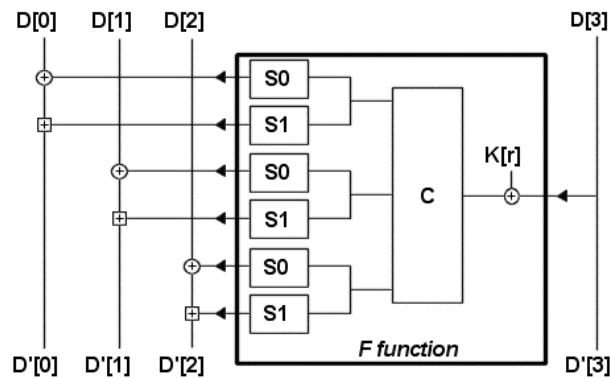 D[0] D[1] D[2] D[3]
S0
S1
K[r]
S0
C
S1
S0
S1
F function
D'[0] D'[1] D'[2] D'[3]